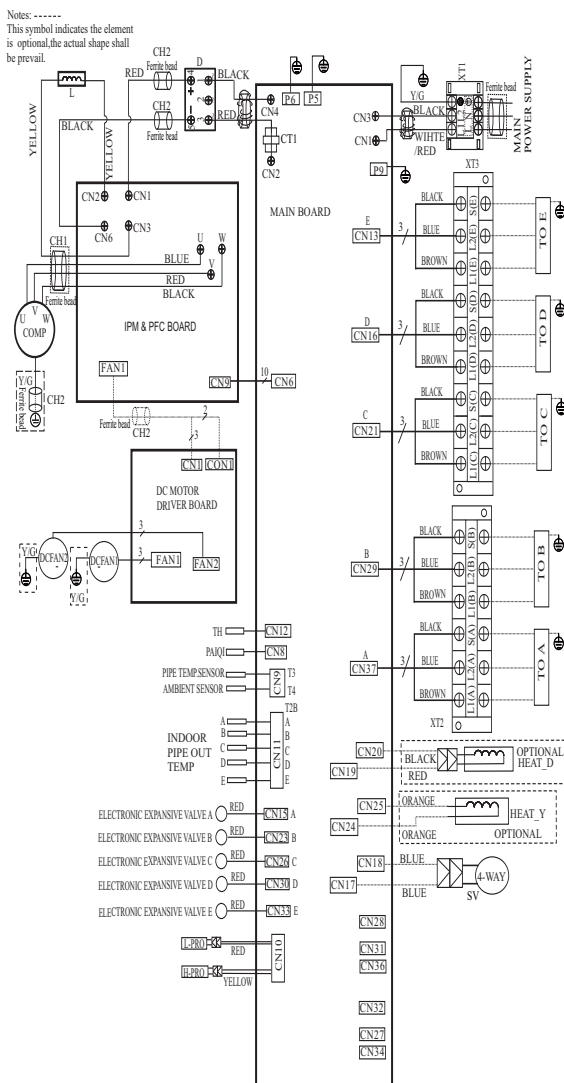 Notes: ------
This symbol indicates the element
is optional,the actual shape shall
be prevail.
L
YELLOW
BLACK
YELLOW
RED
CH2
Ferrite bead
CH2
Ferrite bead
D
4
1
+
2
-
5
3
BLACK
RED
CN4
CT1
CN2
P6
P5
MAIN BOARD
CN2
CN1
CN6
CN3
CH1
Ferrite bead
U
W
V
BLUE
RED
BLACK
U
V
W
COMP
Y/G
Ferrite bead
CH2
IPM & PFC BOARD
FAN1
CN9
10
CN6
Ferrite bead
CH2
2
3
CN1
CON1
DC MOTOR
DRIVER BOARD
3
3
FAN1
FAN2
Y/G
DCFAN2
DCFAN1
Y/G
TH
CN12
PAIQI
CN8
PIPE TEMP.SENSOR
AMBIENT SENSOR
CN9
T3
T4
INDOOR
PIPE OUT
TEMP
A
B
C
D
E
CN11
T2B
A
B
C
D
E
ELECTRONIC EXPANSIVE VALVE A
RED
CN15
A
ELECTRONIC EXPANSIVE VALVE B
RED
CN23
B
ELECTRONIC EXPANSIVE VALVE C
RED
CN26
C
ELECTRONIC EXPANSIVE VALVE D
RED
CN30
D
ELECTRONIC EXPANSIVE VALVE E
RED
CN33
E
L-PRO
RED
H-PRO
YELLOW
CN10
Y/G
XT1
Ferrite bead
CN3
BLACK
CN1
WHITE
/RED
MAIN
POWER SUPPLY
P9
XT3
E
CN13
3
BLACK
BLUE
BROWN
S(E)
L2(E)
L1(E)
TO E
D
CN16
3
BLACK
BLUE
BROWN
S(D)
L2(D)
L1(D)
TO D
C
CN21
3
BLACK
BLUE
BROWN
S(C)
L2(C)
L1(C)
TO C
B
CN29
3
BLACK
BLUE
BROWN
S(B)
L2(B)
L1(B)
TO B
A
CN37
3
BLACK
BLUE
BROWN
S(A)
L2(A)
L1(A)
TO A
XT2
CN20
BLACK
CN19
RED
OPTIONAL
HEAT_D
CN25
ORANGE
CN24
ORANGE
HEAT_Y
OPTIONAL
CN18
BLUE
CN17
BLUE
4-WAY
SV
CN28
CN31
CN36
CN32
CN27
CN34